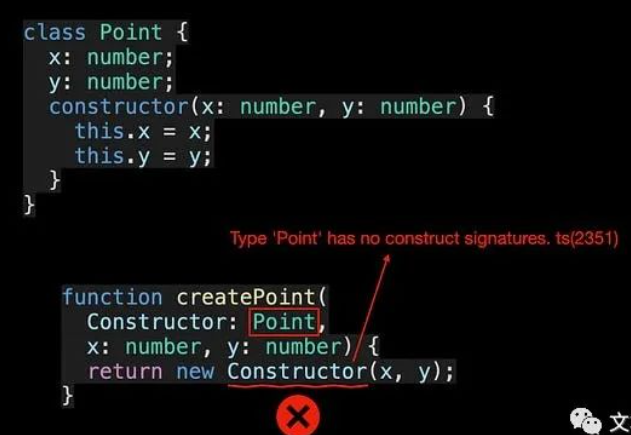 class Point {
  x: number;
  y: number;
  constructor(x: number, y: number) {
    this.x = x;
    this.y = y;
  }
}
Type 'Point' has no construct signatures. ts(2351)
function createPoint(
  Constructor: Point,
  x: number, y: number) {
  return new Constructor(x, y);
}
文